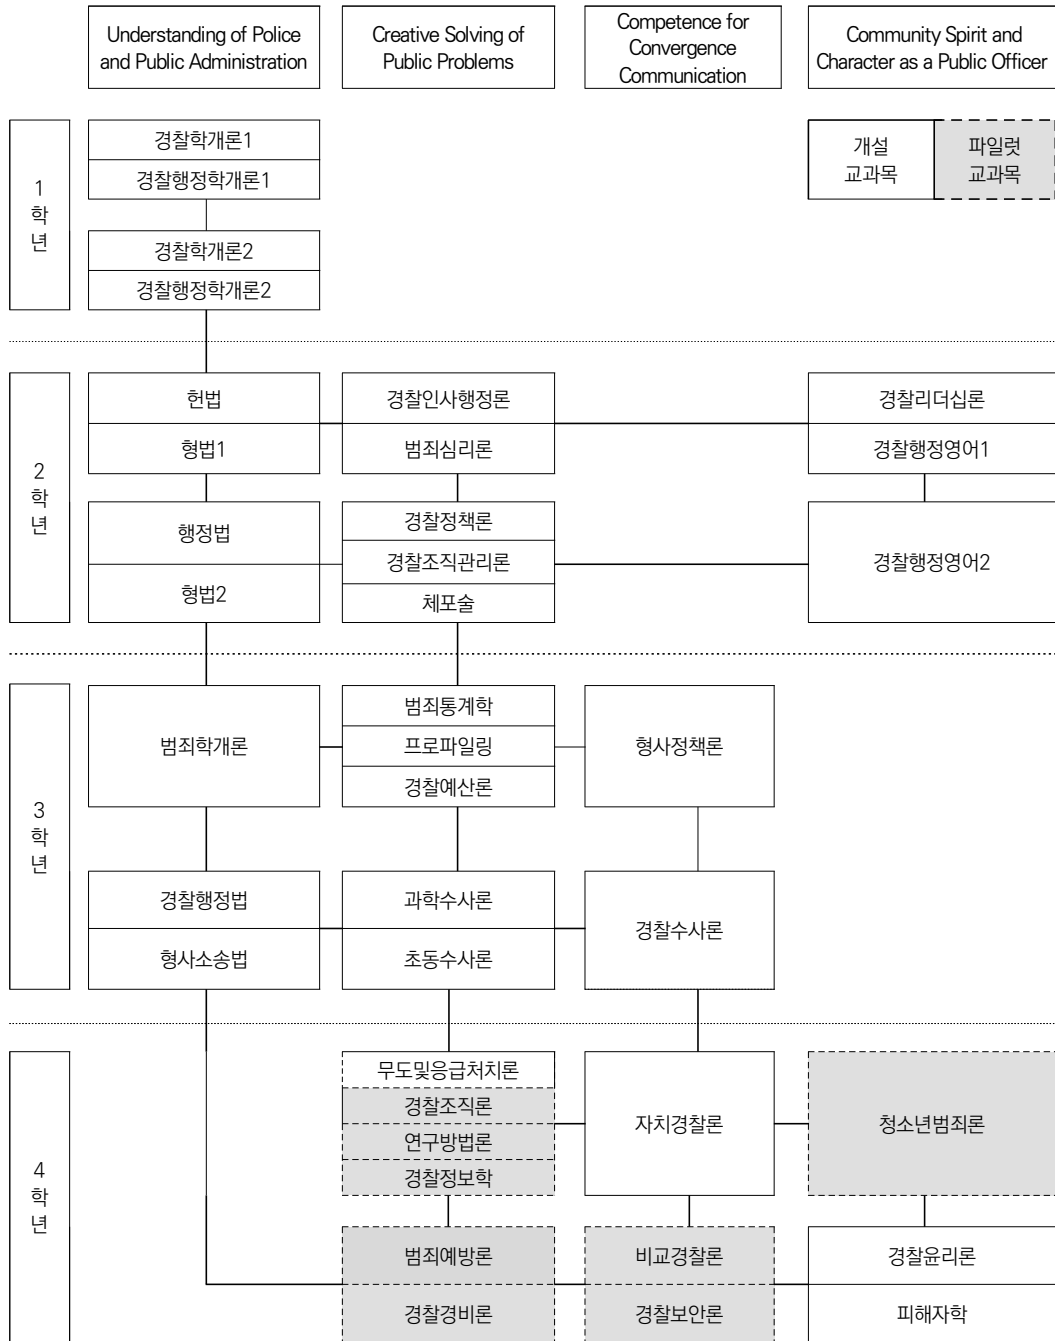 Understanding of Police
and Public Administration
Creative Solving of
Public Problems
Competence for
Convergence
Communication
Community Spirit and
Character as a Public Officer
1
학
년
경찰학개론1
경찰행정학개론1
경찰학개론2
경찰행정학개론2
개설
교과목
파일럿
교과목
2
학
년
헌법
형법1
경찰인사행정론
범죄심리론
경찰리더십론
경찰행정영어1
행정법
형법2
경찰정책론
경찰조직관리론
체포술
경찰행정영어2
3
학
년
범죄학개론
범죄통계학
프로파일링
경찰예산론
형사정책론
경찰행정법
형사소송법
과학수사론
초동수사론
경찰수사론
4
학
년
무도및응급처치론
경찰조직론
연구방법론
경찰정보학
자치경찰론
청소년범죄론
범죄예방론
경찰경비론
비교경찰론
경찰보안론
경찰윤리론
피해자학